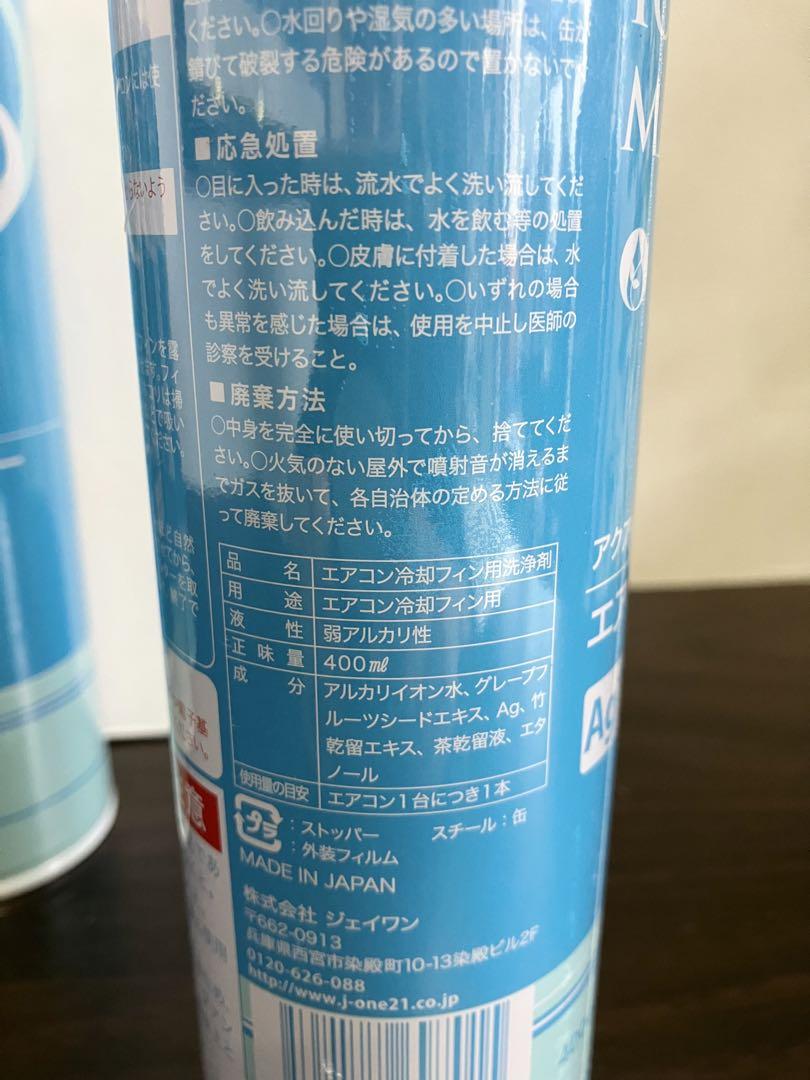 ください。○水回りや湿気の多い場所は、缶が
錆びて破裂する危険があるので置かないで
ださい。
■応急処置
○目に入った時は、流水でよく洗い流してくだ
さい。○飲み込んだ時は、水を飲む等の処置
をしてください。○皮膚に付着した場合は、水
でよく洗い流してください。○いずれの場合
も異常を感じた場合は、使用を中止し医師の
診察を受けること。
■廃棄方法
○中身を完全に使い切ってから、捨ててくだ
さい。○火気のない屋外で噴射音が消えるま
でガスを抜いて、各自治体の定める方法に従
って廃棄してください。
品名 エアコン冷却フィン用洗浄剤
用途 エアコン冷却フィン用
液性 弱アルカリ性
正味量 400㎖
成分 アルカリイオン水、グレープフ
ルーツシードエキス、Ag、竹
乾留エキス、茶乾留液、エタ
ノール
使用量の目安 エアコン1台につき1本
プラ :ストッパー スチール:缶
:外装フィルム
MADE IN JAPAN
株式会社 ジェイワン
〒662-0913
兵庫県西宮市染殿町10-13染殿ビル2F
0120-626-088
http://www.j-one21.co.jp
アクア
エア
Ag